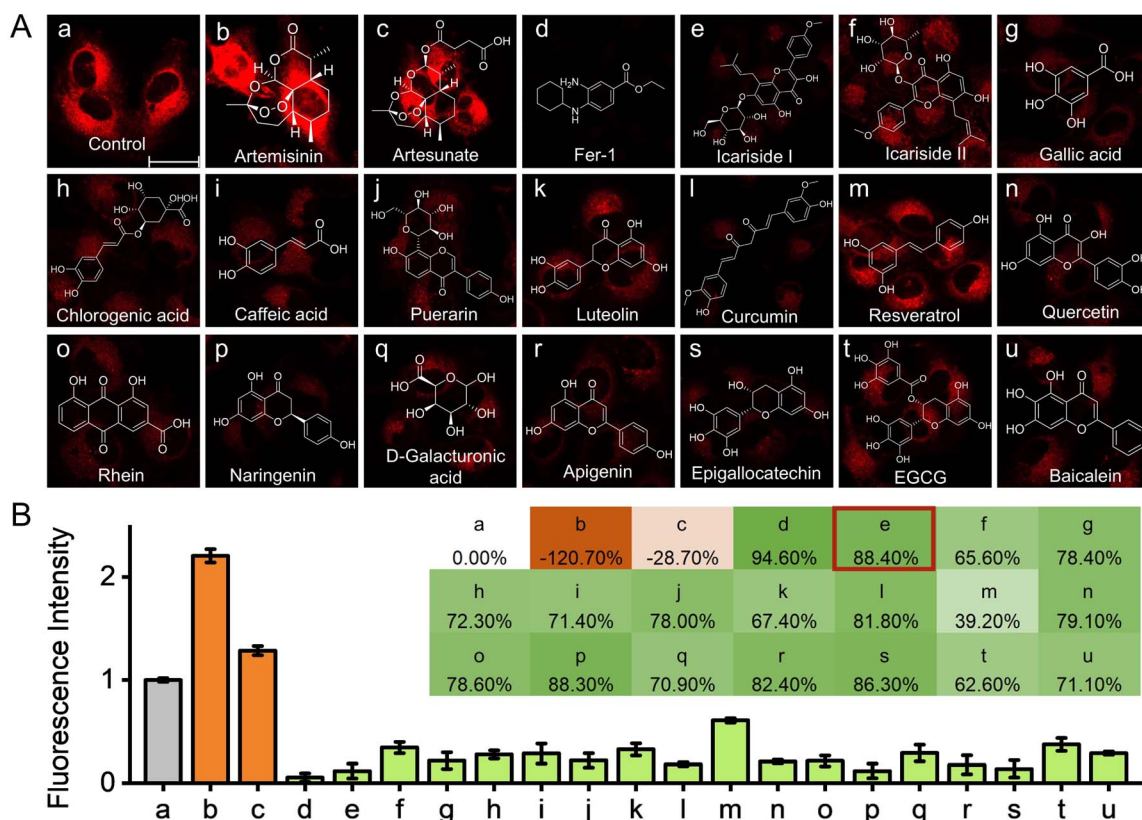 A
a b c d e f g
Control Artemisinin Artesunate Fer-1 Icariside I Icariside II Gallic acid
h i j k l m n
Chlorogenic acid Caffeic acid Puerarin Luteolin Curcumin Resveratrol Quercetin
o p q r s t u
Rhein Naringenin D-Galacturonic acid Apigenin Epigallocatechin EGCG Baicalein
B
Fluorescence Intensity
2
1
0
a b c d e f g
0.00% -120.70% -28.70% 94.60% 88.40% 65.60% 78.40%
h i j k l m n
72.30% 71.40% 78.00% 67.40% 81.80% 39.20% 79.10%
o p q r s t u
78.60% 88.30% 70.90% 82.40% 86.30% 62.60% 71.10%
a b c d e f g h i j k l m n o p q r s t u